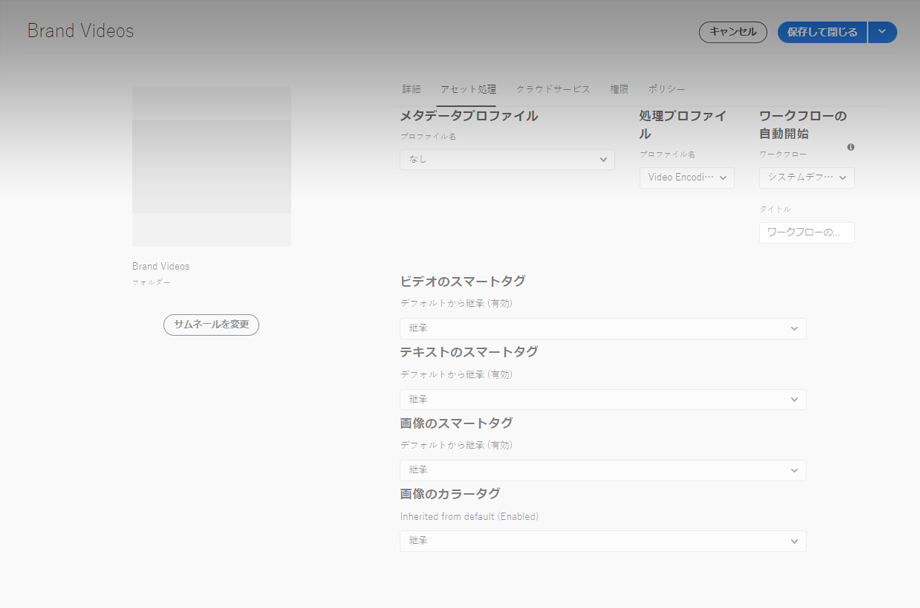 Brand Videos
キャンセル
保存して閉じる
詳細 アセット処理 クラウドサービス 権限 ポリシー
メタデータプロファイル
プロファイル名
なし
処理プロファイ
ル
プロファイル名
Video Encodi…
ワークフローの
自動開始
ワークフロー
システムデフ…
タイトル
ワークフローの...
Brand Videos
フォルダー
サムネールを変更
ビデオのスマートタグ
デフォルトから継承 (有効)
継承
テキストのスマートタグ
デフォルトから継承 (有効)
継承
画像のスマートタグ
デフォルトから継承 (有効)
継承
画像のカラータグ
Inherited from default (Enabled)
継承